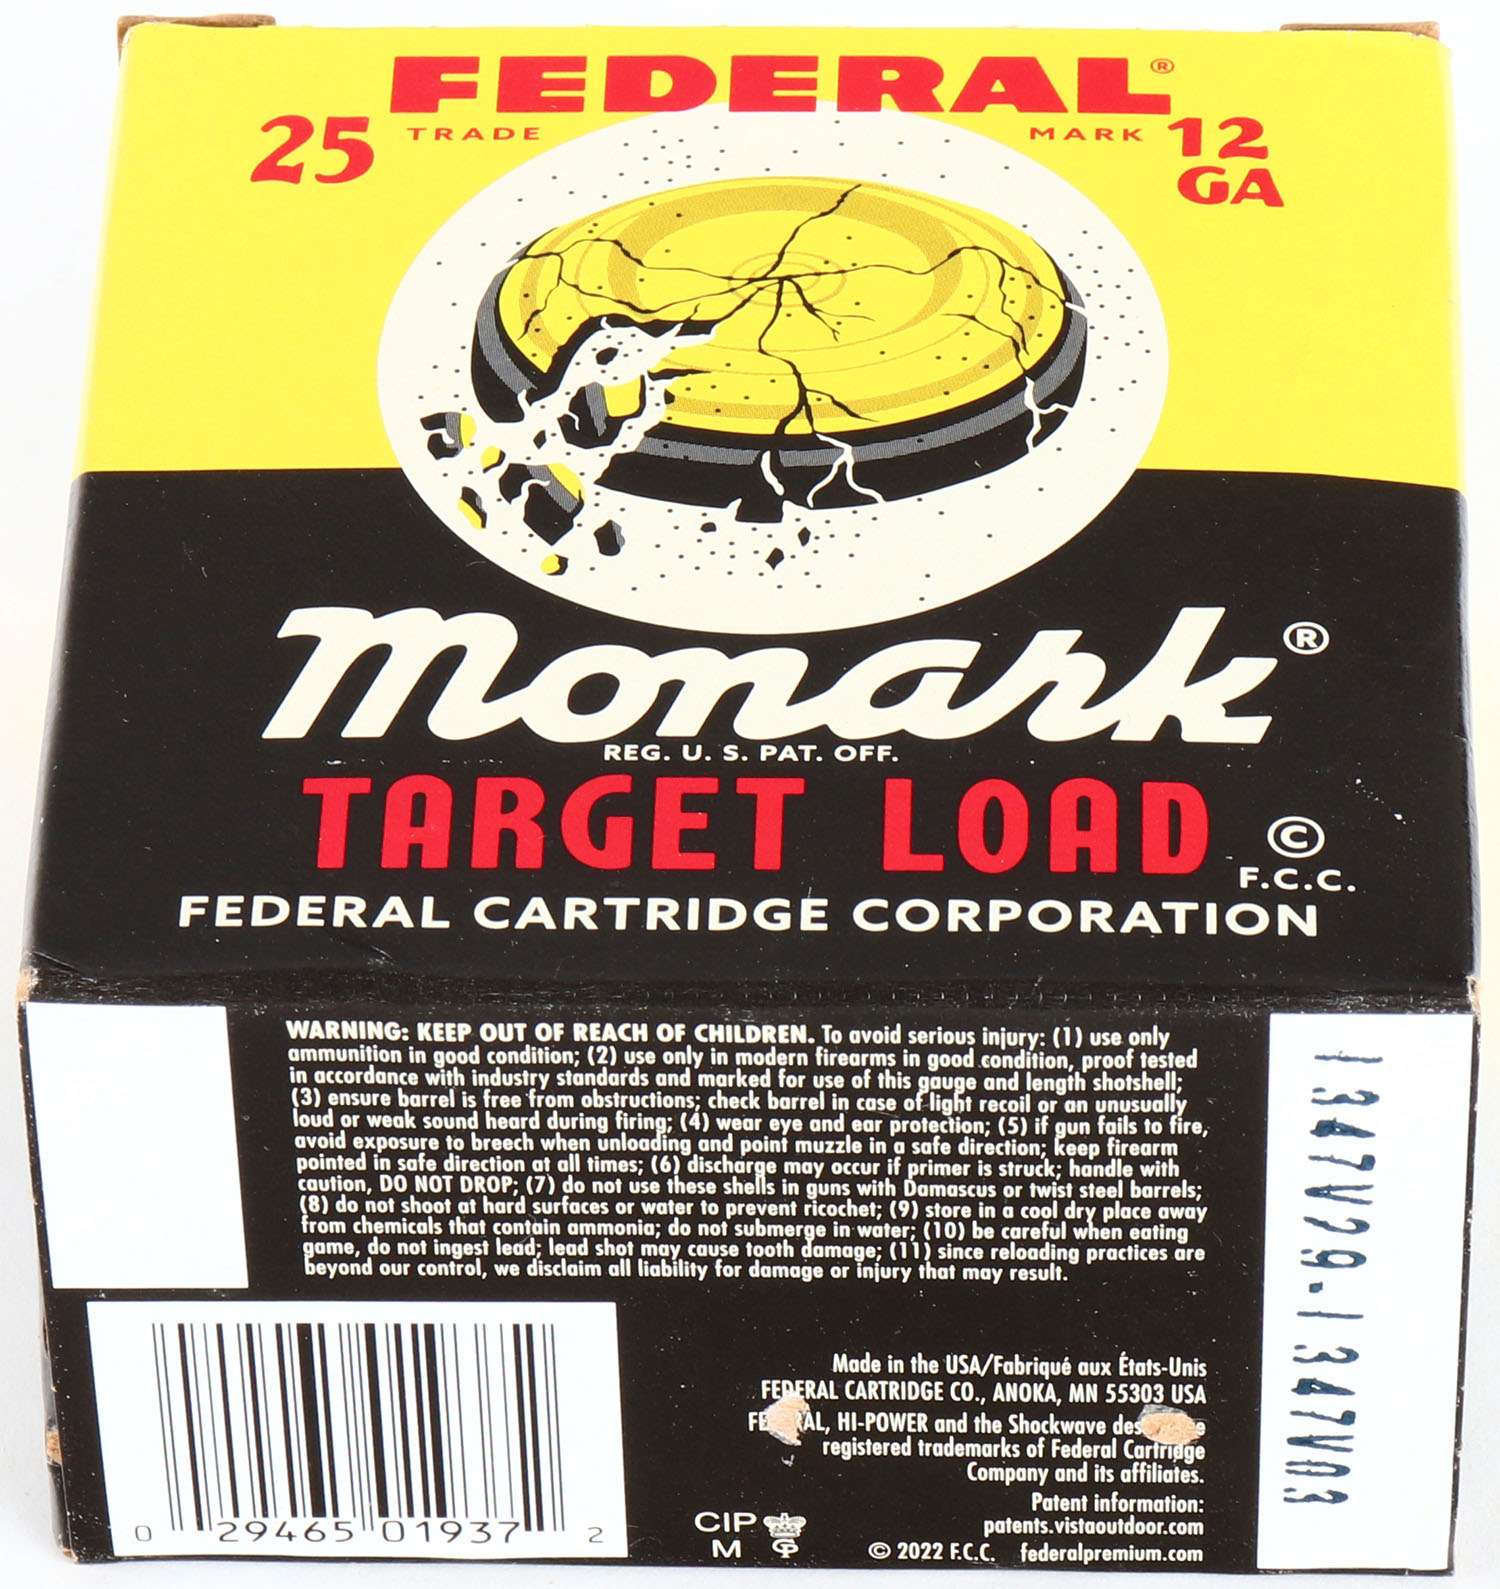 FEDERAL®
25 TRADE MARK 12
GA
Monark®
REG. U. S. PAT. OFF.
TARGET LOAD ©
F.C.C.
FEDERAL CARTRIDGE CORPORATION
WARNING: KEEP OUT OF REACH OF CHILDREN. To avoid serious injury: (1) use only
ammunition in good condition; (2) use only in modern firearms in good condition, proof tested
in accordance with industry standards and marked for use of this gauge and length shotshell;
(3) ensure barrel is free from obstructions; check barrel in case of light recoil or an unusually
loud or weak sound heard during firing; (4) wear eye and ear protection; (5) if gun fails to fire,
avoid exposure to breech when unloading and point muzzle in a safe direction; keep firearm
pointed in safe direction at all times; (6) discharge may occur if primer is struck; handle with
caution, DO NOT DROP; (7) do not use these shells in guns with Damascus or twist steel barrels;
(8) do not shoot at hard surfaces or water to prevent ricochet; (9) store in a cool dry place away
from chemicals that contain ammonia; do not submerge in water; (10) be careful when eating
game, do not ingest lead; lead shot may cause tooth damage; (11) since reloading practices are
beyond our control, we disclaim all liability for damage or injury that may result.
Made in the USA/Fabriqué aux États-Unis
FEDERAL CARTRIDGE CO., ANOKA, MN 55303 USA
HI-POWER and the Shockwave
registered trademarks of Federal Cartridge
Company and its affiliates.
Patent information:
patents.vistaoutdoor.com
© 2022 F.C.C. federalpremium.com
CIP
M
0 29465 01937 2
1347V29-1347V03